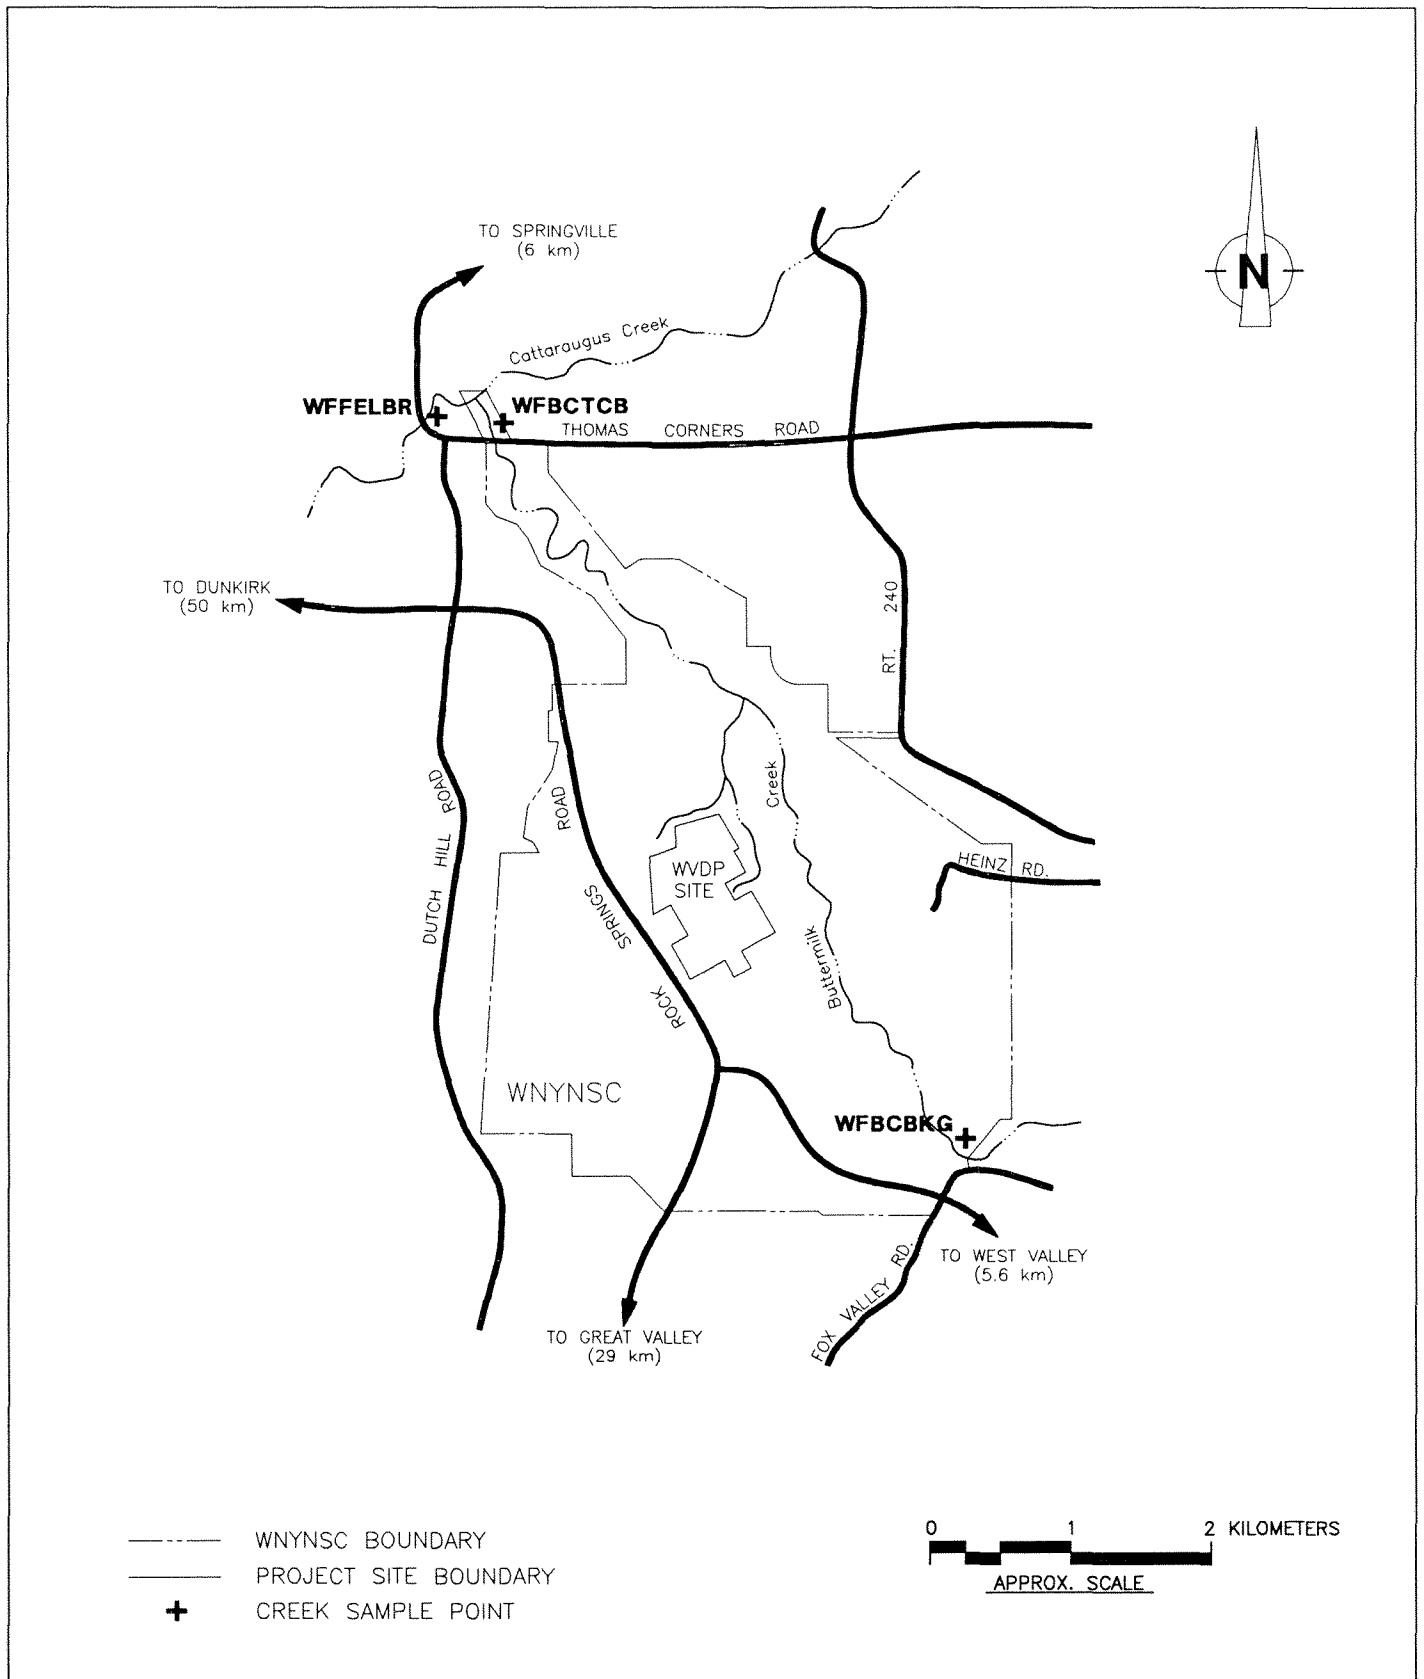 N
TO SPRINGVILLE
(6 km)
Cattaraugus Creek
WFFELBR
WFBCTCB
THOMAS CORNERS ROAD
TO DUNKIRK
(50 km)
RT. 240
DUTCH HILL ROAD
ROCK SPRINGS ROAD
Buttermilk Creek
WVDP
SITE
HEINZ RD.
WNYNSC
WFBCBKG
TO WEST VALLEY
(5.6 km)
FOX VALLEY RD.
TO GREAT VALLEY
(29 km)
WNYNSC BOUNDARY
PROJECT SITE BOUNDARY
CREEK SAMPLE POINT
0 1 2 KILOMETERS
APPROX. SCALE